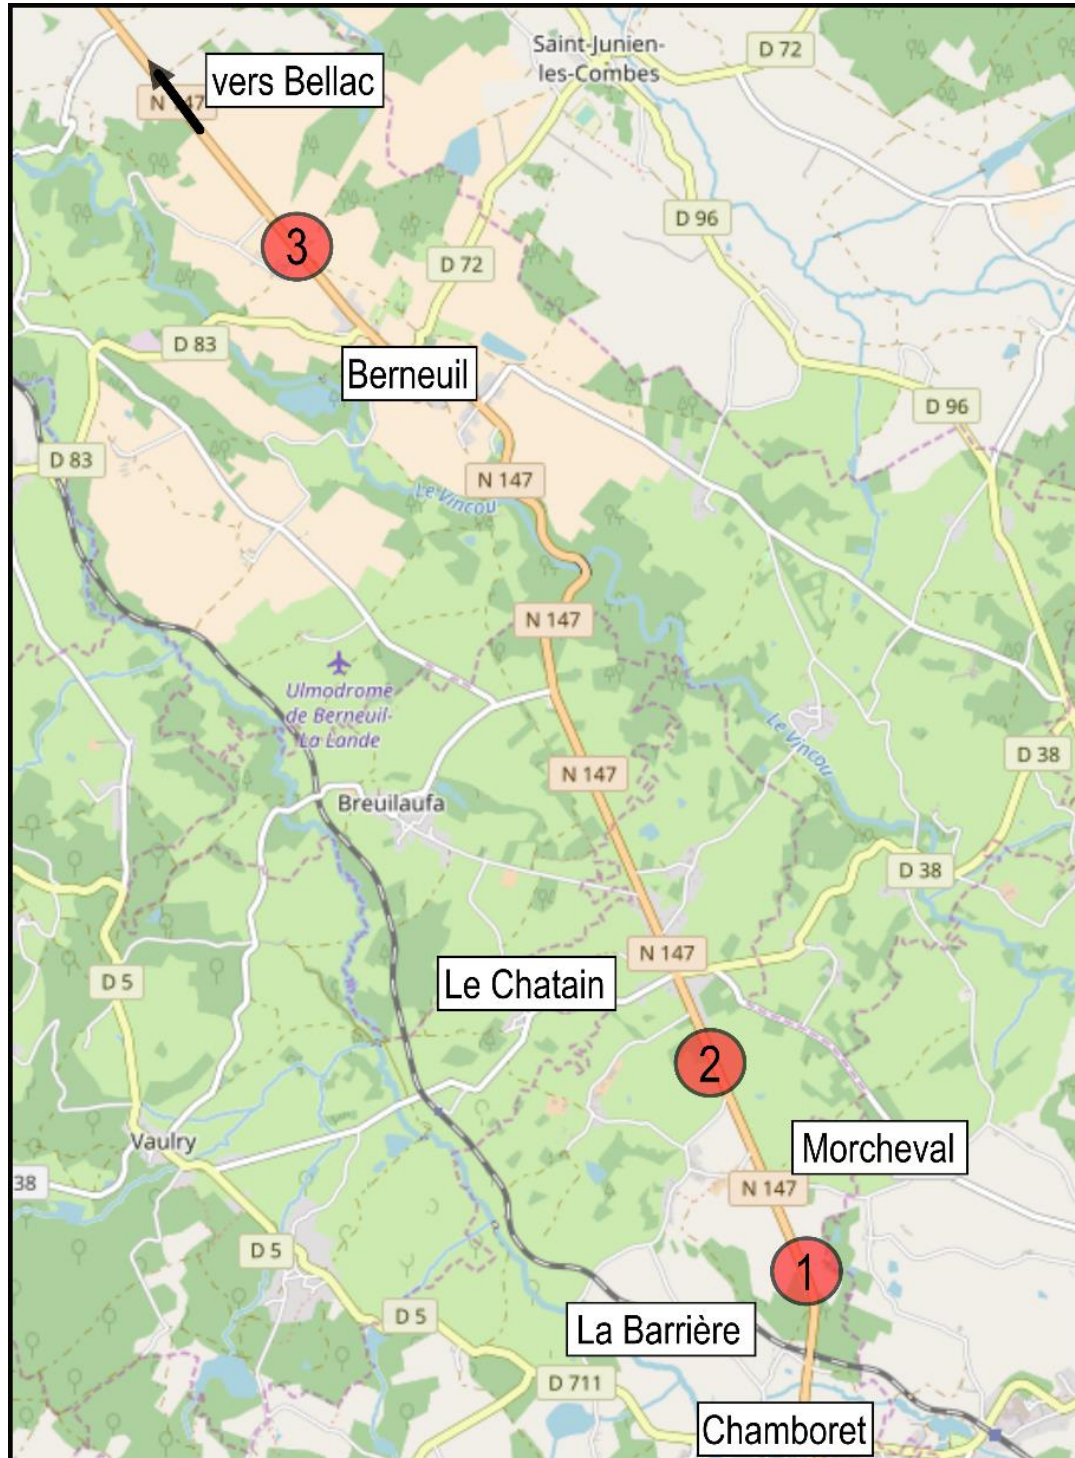 Saint-Junien-
les-Combes
D 72
vers Bellac
N 147
D 96
3
D 72
D 83
Berneuil
D 96
D 83
N 147
Le Vincou
N 147
Ulmodrome
de Berneuil-
La Lande
Le Vincou
D 38
N 147
Breuilaufa
D 38
N 147
Le Chatain
D 5
2
Vaulry
Morcheval
38
N 147
D 5
1
D 5
La Barrière
D 711
Chamboret